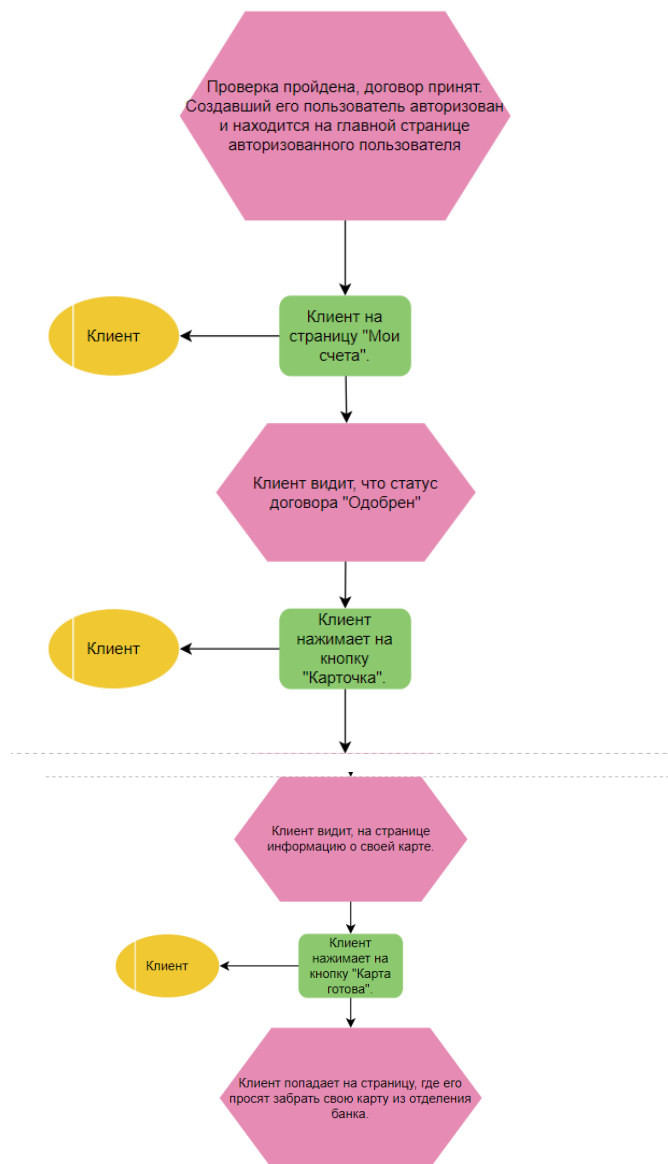 Проверка пройдена, договор принят.
Создавший его пользователь авторизован
и находится на главной странице
авторизованного пользователя
Клиент на
страницу "Мои
счета".
Клиент
Клиент видит, что статус
договора "Одобрен"
Клиент
нажимает на
кнопку
"Карточка".
Клиент
Клиент видит, на странице
информацию о своей карте.
Клиент
нажимает на
кнопку "Карта
готова".
Клиент
Клиент попадает на страницу, где его
просят забрать свою карту из отделения
банка.